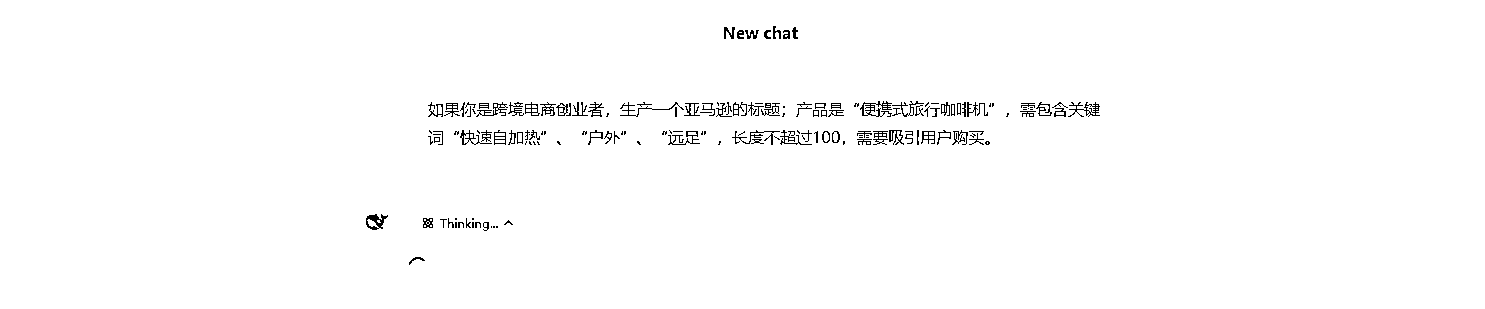 New chat
如果你是跨境电商创业者，生产一个亚马逊的标题；产品是“便携式旅行咖啡机”，需包含关键
词“快速自加热”、“户外”、“远足”，长度不超过100，需要吸引用户购买。
Thinking...